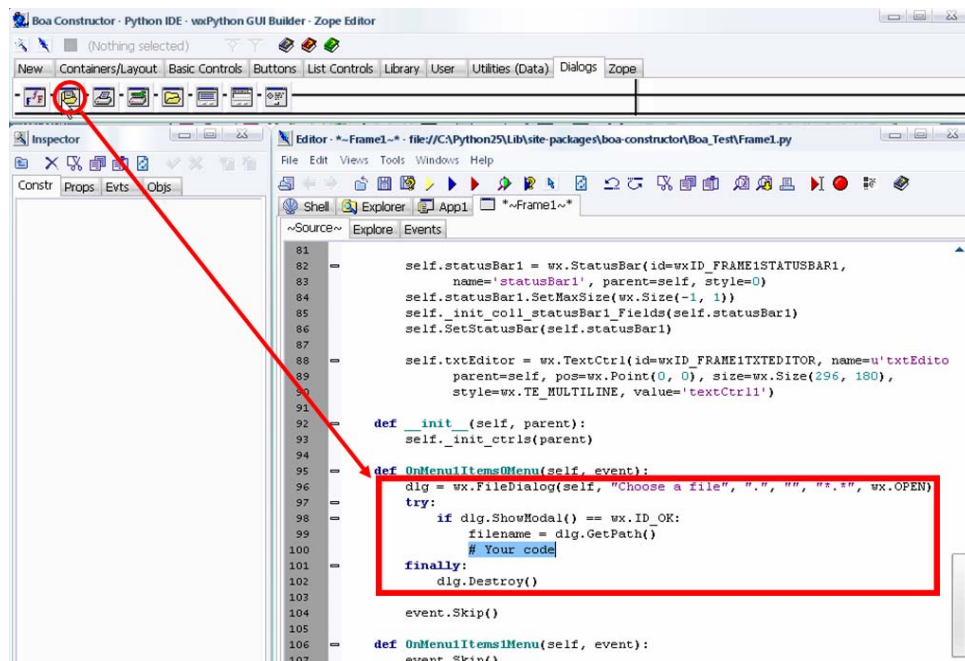 Boa Constructor - Python IDE - wxPython GUI Builder - Zope Editor
(Nothing selected)
New Containers/Layout Basic Controls Buttons List Controls Library User Utilities (Data) Dialogs Zope
Inspector
Constr Props Evts Objs
Editor - *~Frame1~* - file://C:\Python25\Lib\site-packages\boa-constructor\Boa_Test\Frame1.py
File Edit Views Tools Windows Help
Shell Explorer App1 *~Frame1~*
~Source~ Explore Events
81
82 self.statusBar1 = wx.StatusBar(id=wxID_FRAME1STATUSBAR1,
83 name='statusBar1', parent=self, style=0)
84 self.statusBar1.SetMaxSize(wx.Size(-1, 1))
85 self._init_coll_statusBar1_Fields(self.statusBar1)
86 self.SetStatusBar(self.statusBar1)
87
88 self.txtEditor = wx.TextCtrl(id=wxID_FRAME1TXTEDITOR, name=u'txtEdito
89 parent=self, pos=wx.Point(0, 0), size=wx.Size(296, 180),
90 style=wx.TE_MULTILINE, value='textCtrl1')
91
92 def __init__(self, parent):
93 self._init_ctrls(parent)
94
95 def OnMenu1Items0Menu(self, event):
96 dlg = wx.FileDialog(self, "Choose a file", ".", "", "*.*", wx.OPEN)
97 try:
98 if dlg.ShowModal() == wx.ID_OK:
99 filename = dlg.GetPath()
100 # Your code
101 finally:
102 dlg.Destroy()
103
104 event.Skip()
105
106 def OnMenu1Items1Menu(self, event):
107 event.Skip()